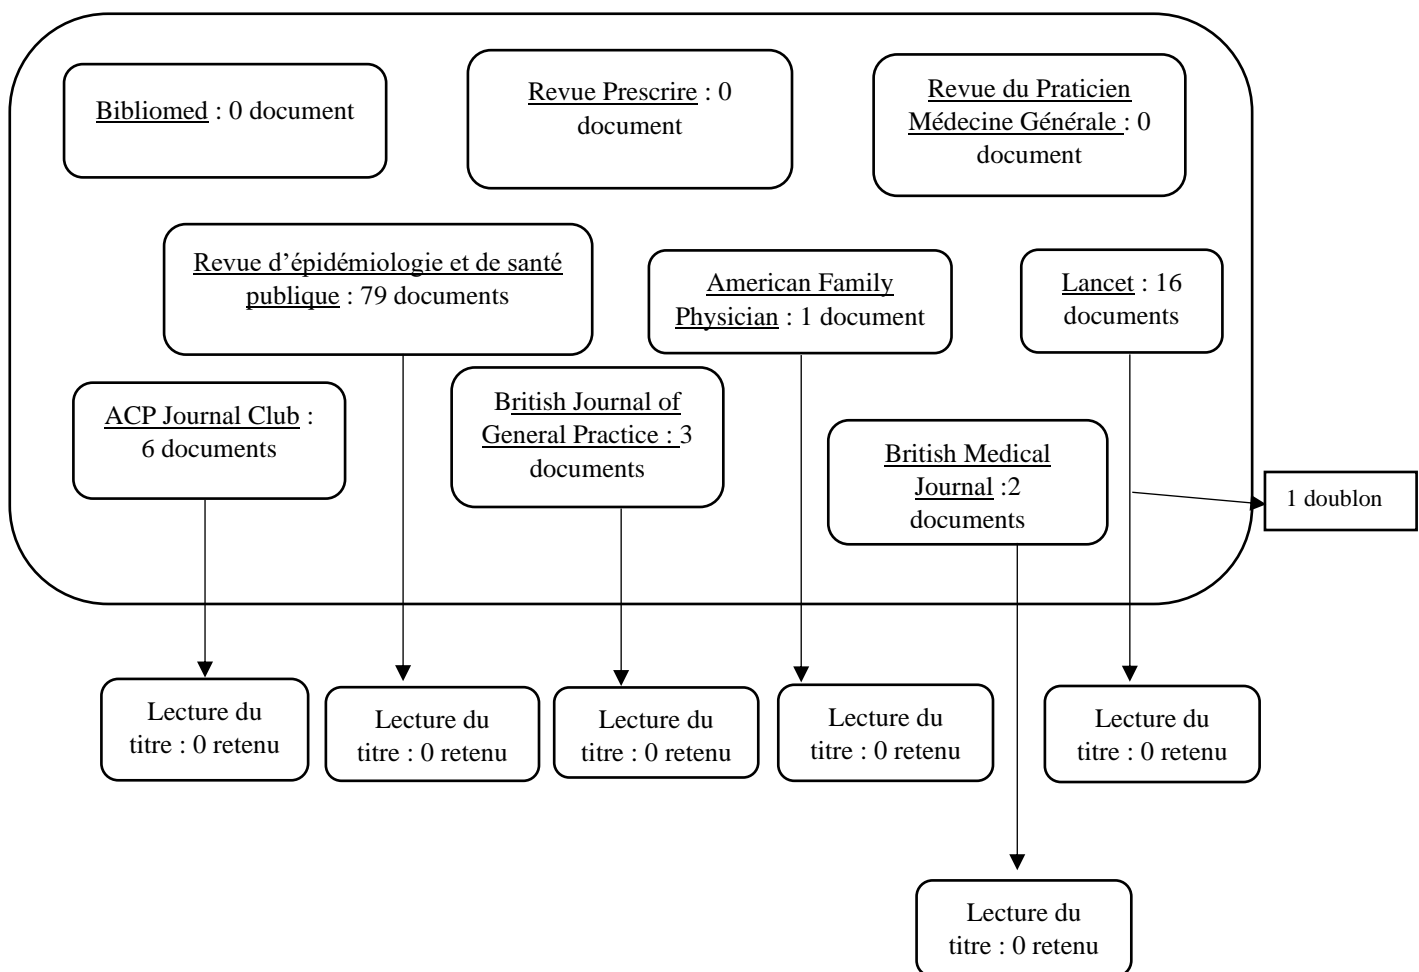 Bibliomed : 0 document
Revue Prescrire : 0
document
Revue du Praticien
Médecine Générale : 0
document
Revue d’épidémiologie et de santé
publique : 79 documents
American Family
Physician : 1 document
Lancet : 16
documents
ACP Journal Club :
6 documents
British Journal of
General Practice : 3
documents
British Medical
Journal :2
documents
1 doublon
Lecture du
titre : 0 retenu
Lecture du
titre : 0 retenu
Lecture du
titre : 0 retenu
Lecture du
titre : 0 retenu
Lecture du
titre : 0 retenu
Lecture du
titre : 0 retenu